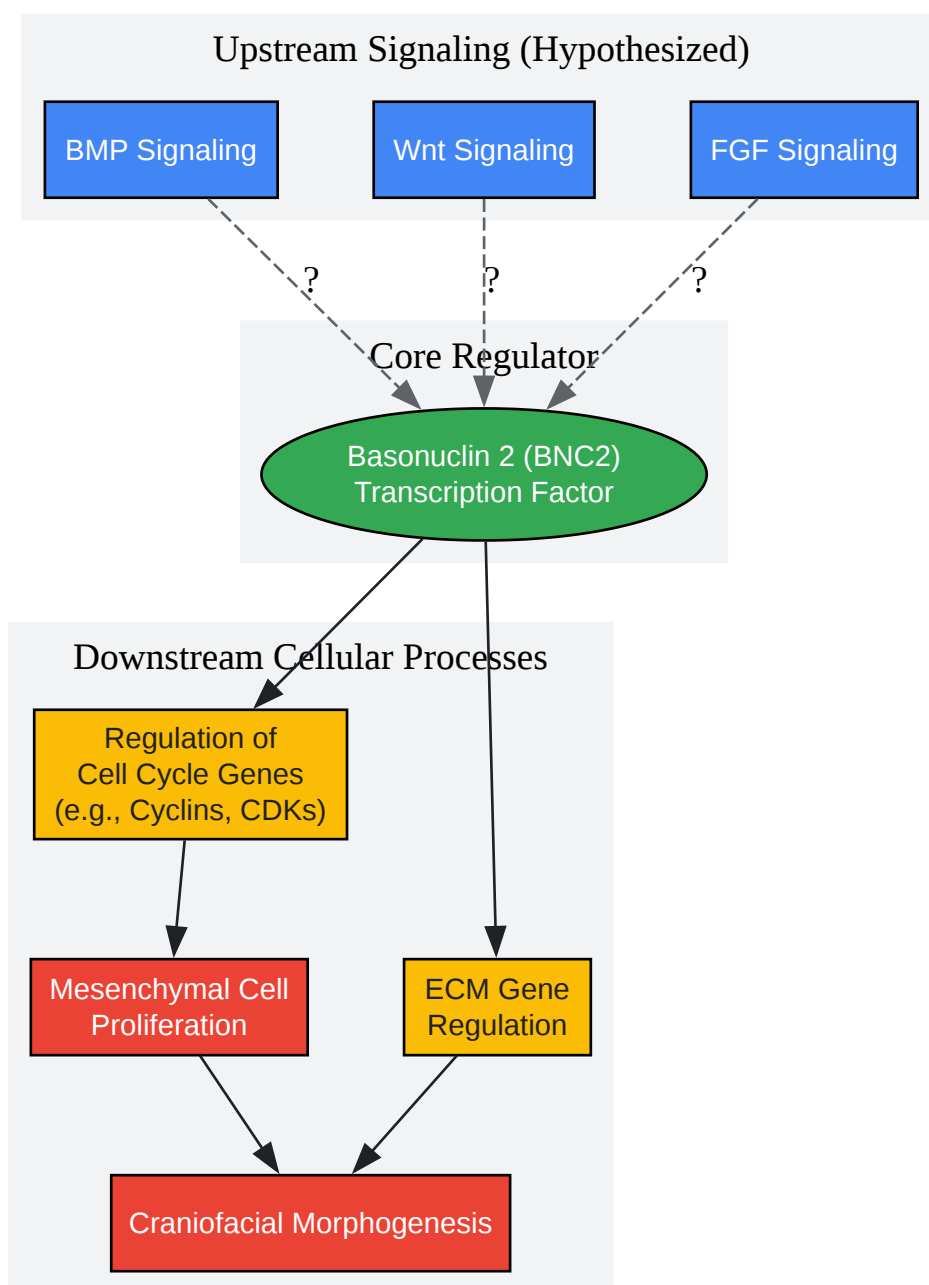 Upstream Signaling (Hypothesized)
BMP Signaling
Wnt Signaling
FGF Signaling
?
?
?
Core Regulator
Basonuclin 2 (BNC2)
Transcription Factor
Downstream Cellular Processes
Regulation of
Cell Cycle Genes
(e.g., Cyclins, CDKs)
Mesenchymal Cell
Proliferation
ECM Gene
Regulation
Craniofacial Morphogenesis